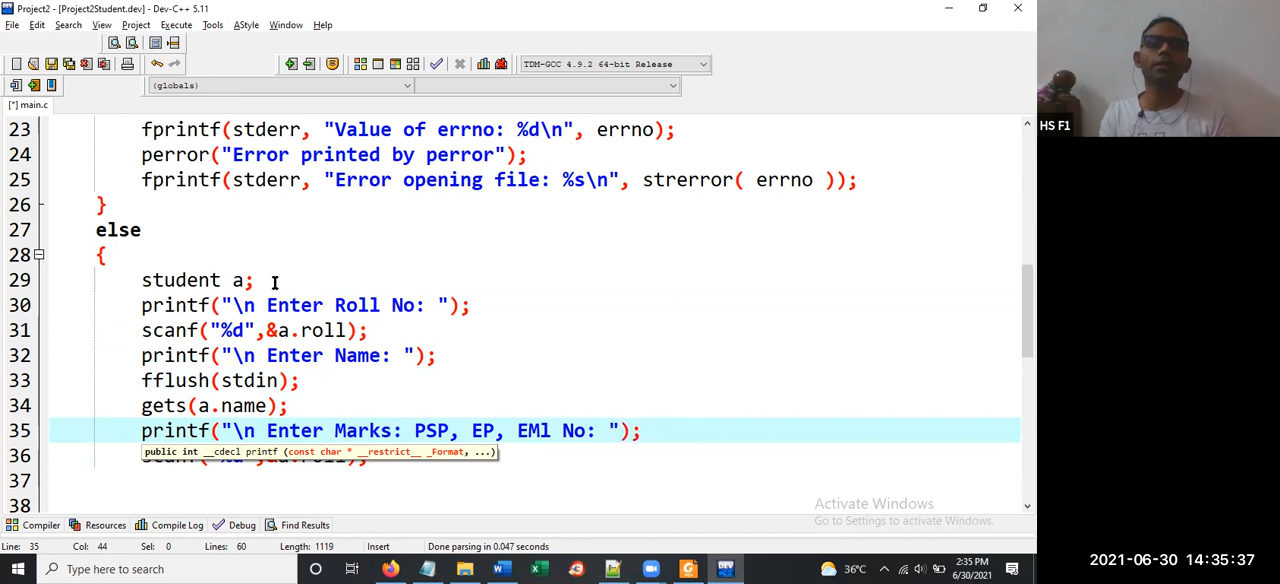 Project2 - [Project2Student.dev] - Dev-C++ 5.11
File Edit Search View Project Execute Tools AStyle Window Help
TDM-GCC 4.9.2 64-bit Release
(globals)
[*] main.c
HS F1
23 fprintf(stderr, "Value of errno: %d\n", errno);
24 perror("Error printed by perror");
25 fprintf(stderr, "Error opening file: %s\n", strerror( errno ));
26 }
27 else
28 {
29 student a;
30 printf("\n Enter Roll No: ");
31 scanf("%d",&a.roll);
32 printf("\n Enter Name: ");
33 fflush(stdin);
34 gets(a.name);
35 printf("\n Enter Marks: PSP, EP, EMl No: ");
public int __cdecl printf (const char * __restrict__ _Format, ...)
36
37
38
Activate Windows
Go to Settings to activate Windows.
Compiler Resources Compile Log Debug Find Results
Line: 35 Col: 44 Sel: 0 Lines: 60 Length: 1119 Insert Done parsing in 0.047 seconds
Type here to search
36°C
2:35 PM
6/30/2021
2021-06-30 14:35:37